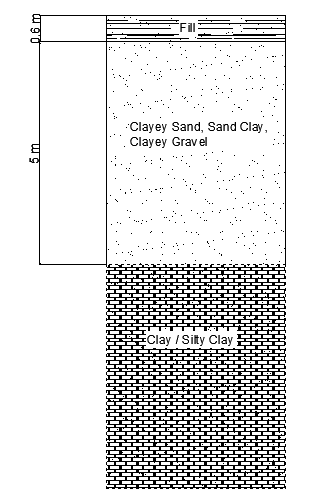 0.6 m
Fill
Clayey Sand, Sand Clay,
Clayey Gravel
5 m
Clay / Silty Clay